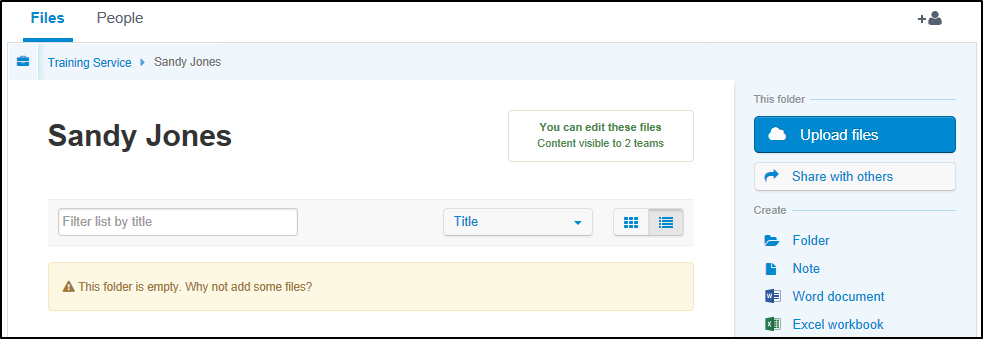 Files People
Training Service Sandy Jones
Sandy Jones
You can edit these files
Content visible to 2 teams
Filter list by title
Title
This folder is empty. Why not add some files?
This folder
Upload files
Share with others
Create
Folder
Note
Word document
Excel workbook